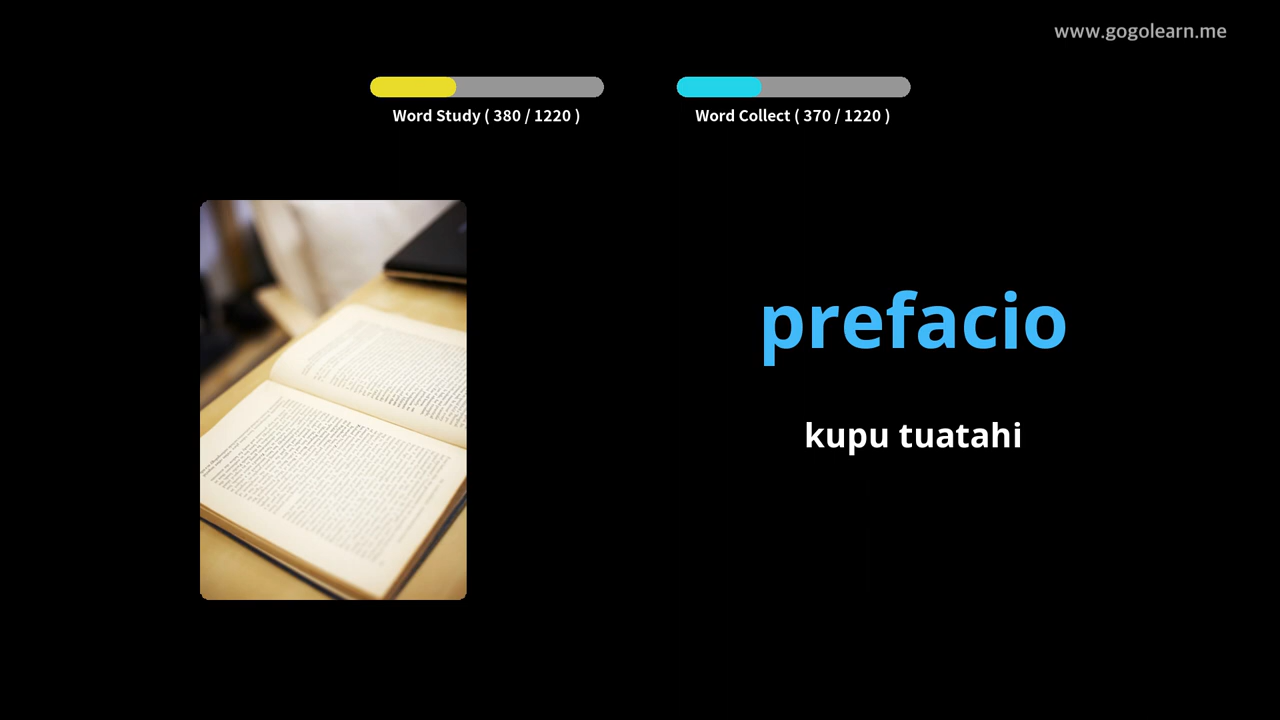 www.gogolearn.me
Word Study ( 380 / 1220 )
Word Collect ( 370 / 1220 )
prefacio
kupu tuatahi